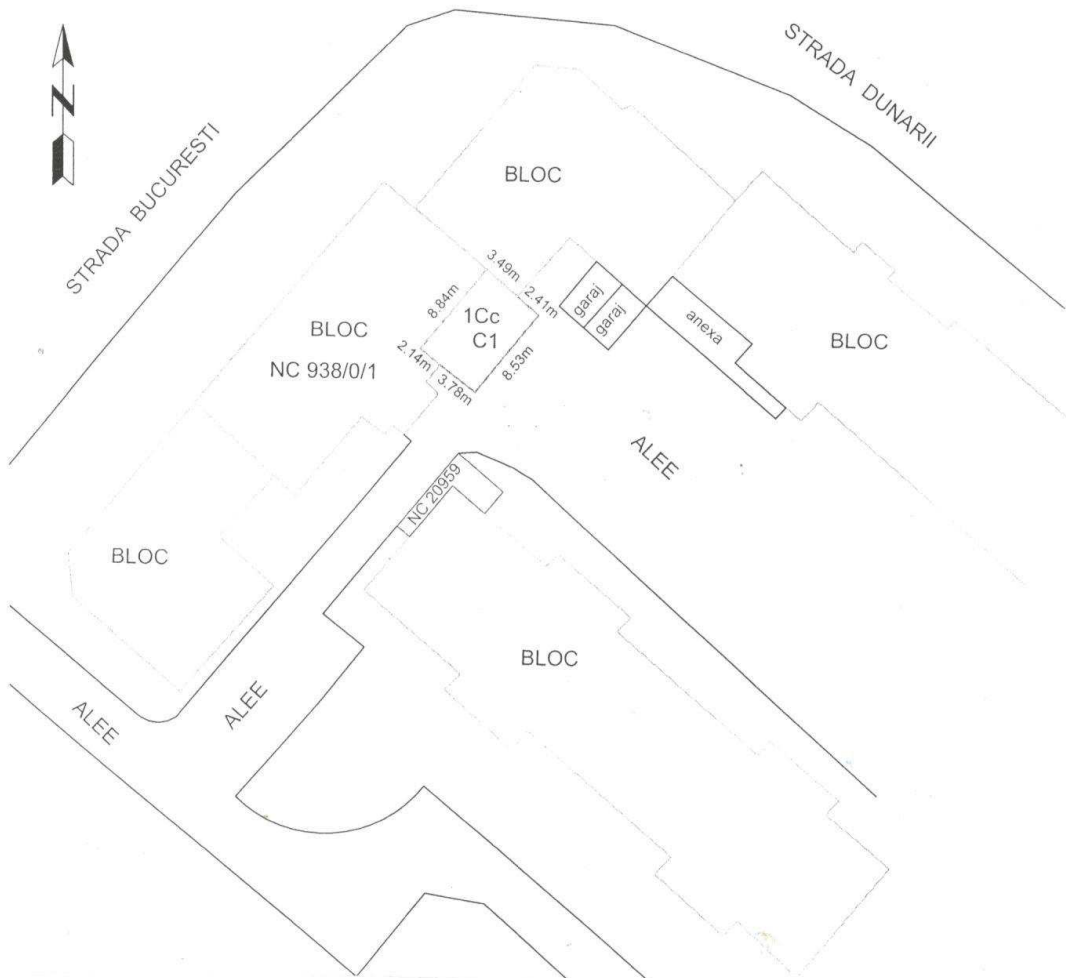 N
STRADA DUNARII
STRADA BUCURESTI
BLOC
3.49m
8.84m
2.41m
garaj
garaj
anexa
1Cc
C1
BLOC
NC 938/0/1
BLOC
2.14m
3.78m
8.53m
ALEE
NC 20959
BLOC
BLOC
ALEE
ALEE